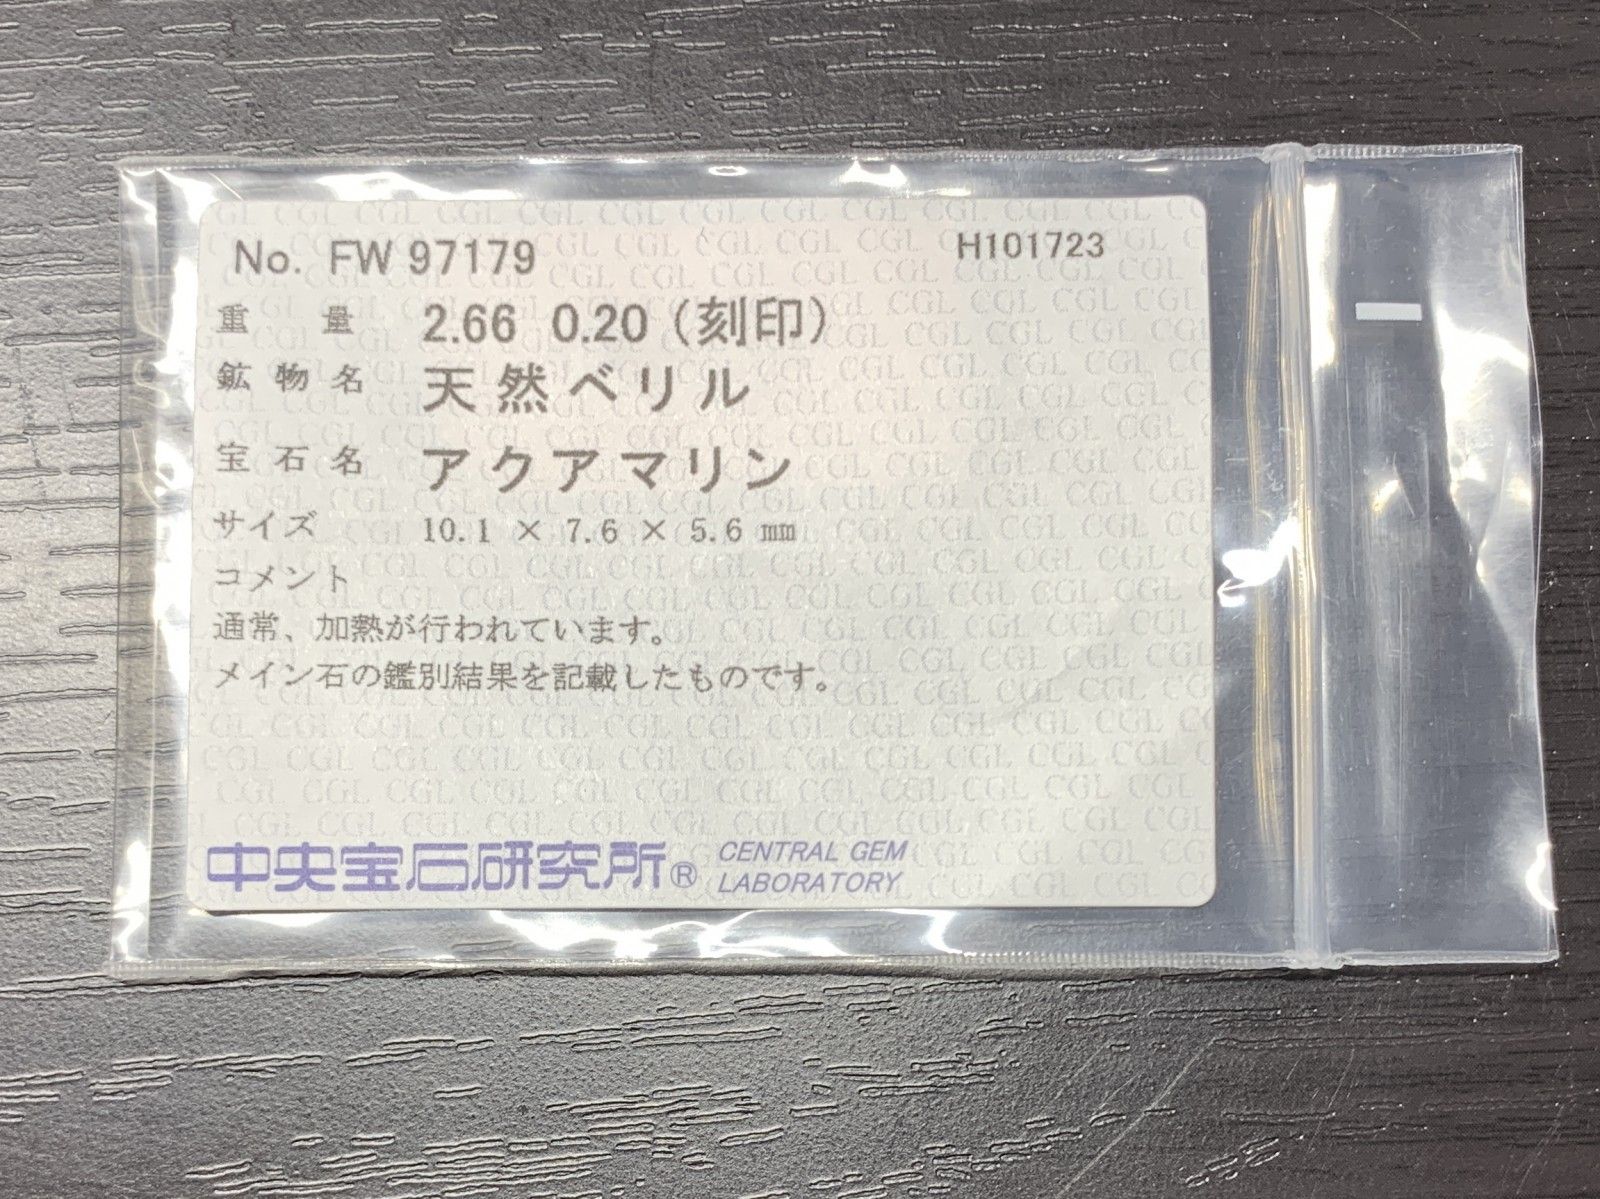 No. FW 97179 H101723
重量 2.66 0.20 (刻印)
鉱物名 天然ベリル
宝石名 アクアマリン
サイズ 10.1 × 7.6 × 5.6 ㎜
コメント
通常、加熱が行われています。
メイン石の鑑別結果を記載したものです。
中央宝石研究所® CENTRAL GEM
LABORATORY